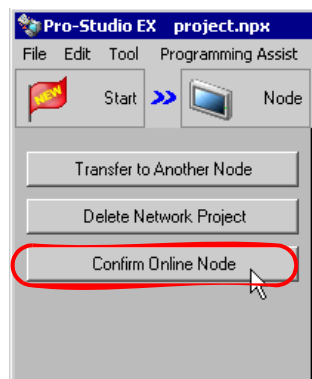 Pro-Studio EX project.npx
File Edit Tool Programming Assist
NEW Start Node
Transfer to Another Node
Delete Network Project
Confirm Online Node